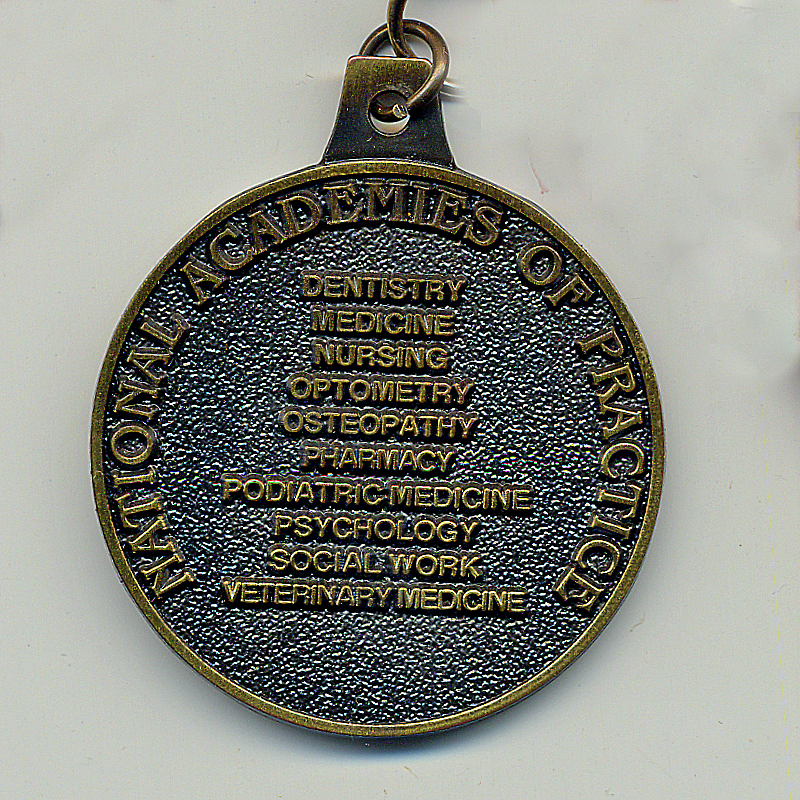 NATIONAL ACADEMIES OF PRACTICE
DENTISTRY
MEDICINE
NURSING
OPTOMETRY
OSTEOPATHY
PHARMACY
PODIATRIC MEDICINE
PSYCHOLOGY
SOCIAL WORK
VETERINARY MEDICINE